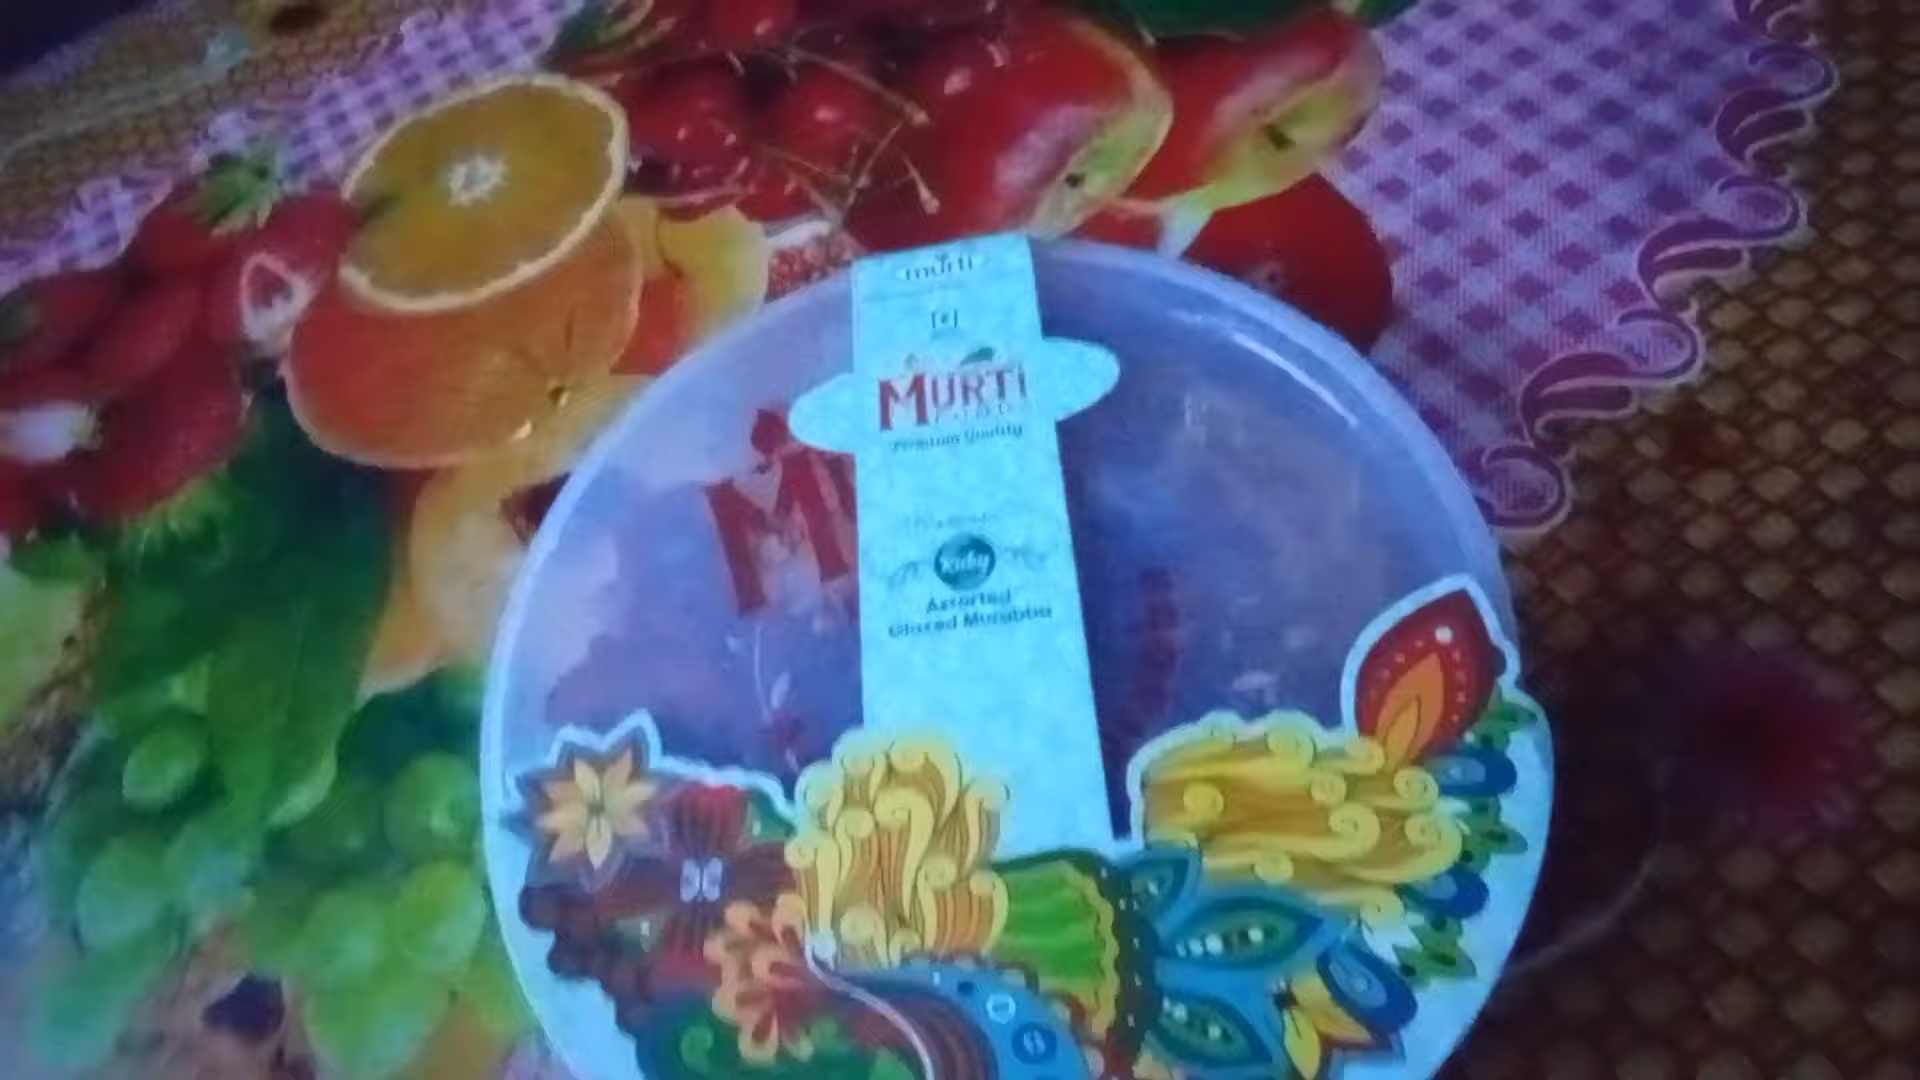 murti
MURTI
Premium Quality
Ruby
Assorted
Glazed Murabba